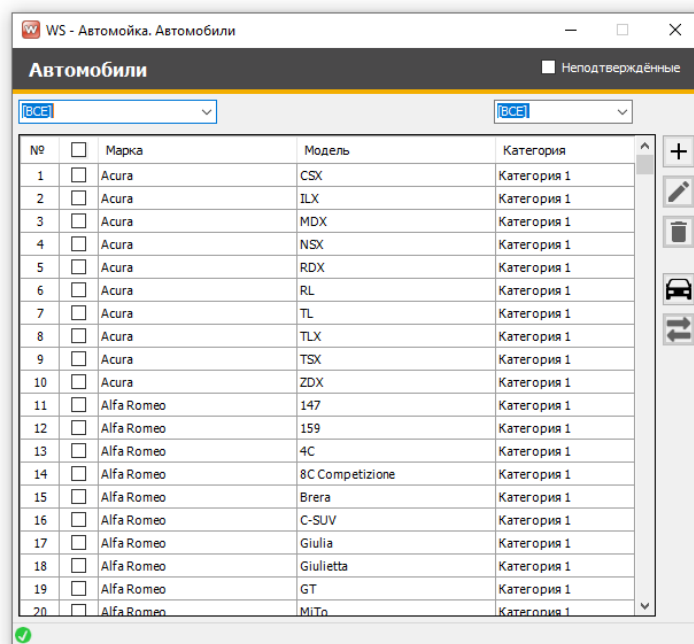 WS - Автомойка. Автомобили
Автомобили Неподтверждённые
[ВСЕ] [ВСЕ]
№ Марка Модель Категория
1 Acura CSX Категория 1
2 Acura ILX Категория 1
3 Acura MDX Категория 1
4 Acura NSX Категория 1
5 Acura RDX Категория 1
6 Acura RL Категория 1
7 Acura TL Категория 1
8 Acura TLX Категория 1
9 Acura TSX Категория 1
10 Acura ZDX Категория 1
11 Alfa Romeo 147 Категория 1
12 Alfa Romeo 159 Категория 1
13 Alfa Romeo 4C Категория 1
14 Alfa Romeo 8C Competizione Категория 1
15 Alfa Romeo Brera Категория 1
16 Alfa Romeo C-SUV Категория 1
17 Alfa Romeo Giulia Категория 1
18 Alfa Romeo Giulietta Категория 1
19 Alfa Romeo GT Категория 1
20 Alfa Romeo MiTo Категория 1